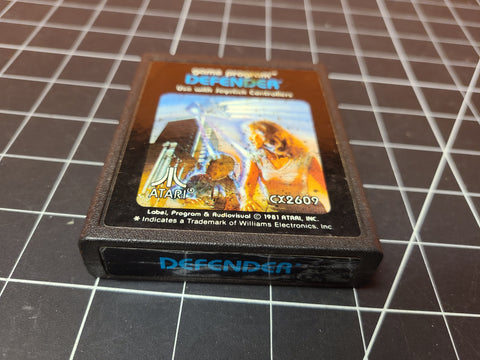 game program™
DEFENDER*
Use with Joystick Controllers
ATARI®
CX2609
Label, Program & Audiovisual © 1981 ATARI, INC.
* Indicates a Trademark of Williams Electronics, Inc
DEFENDER*